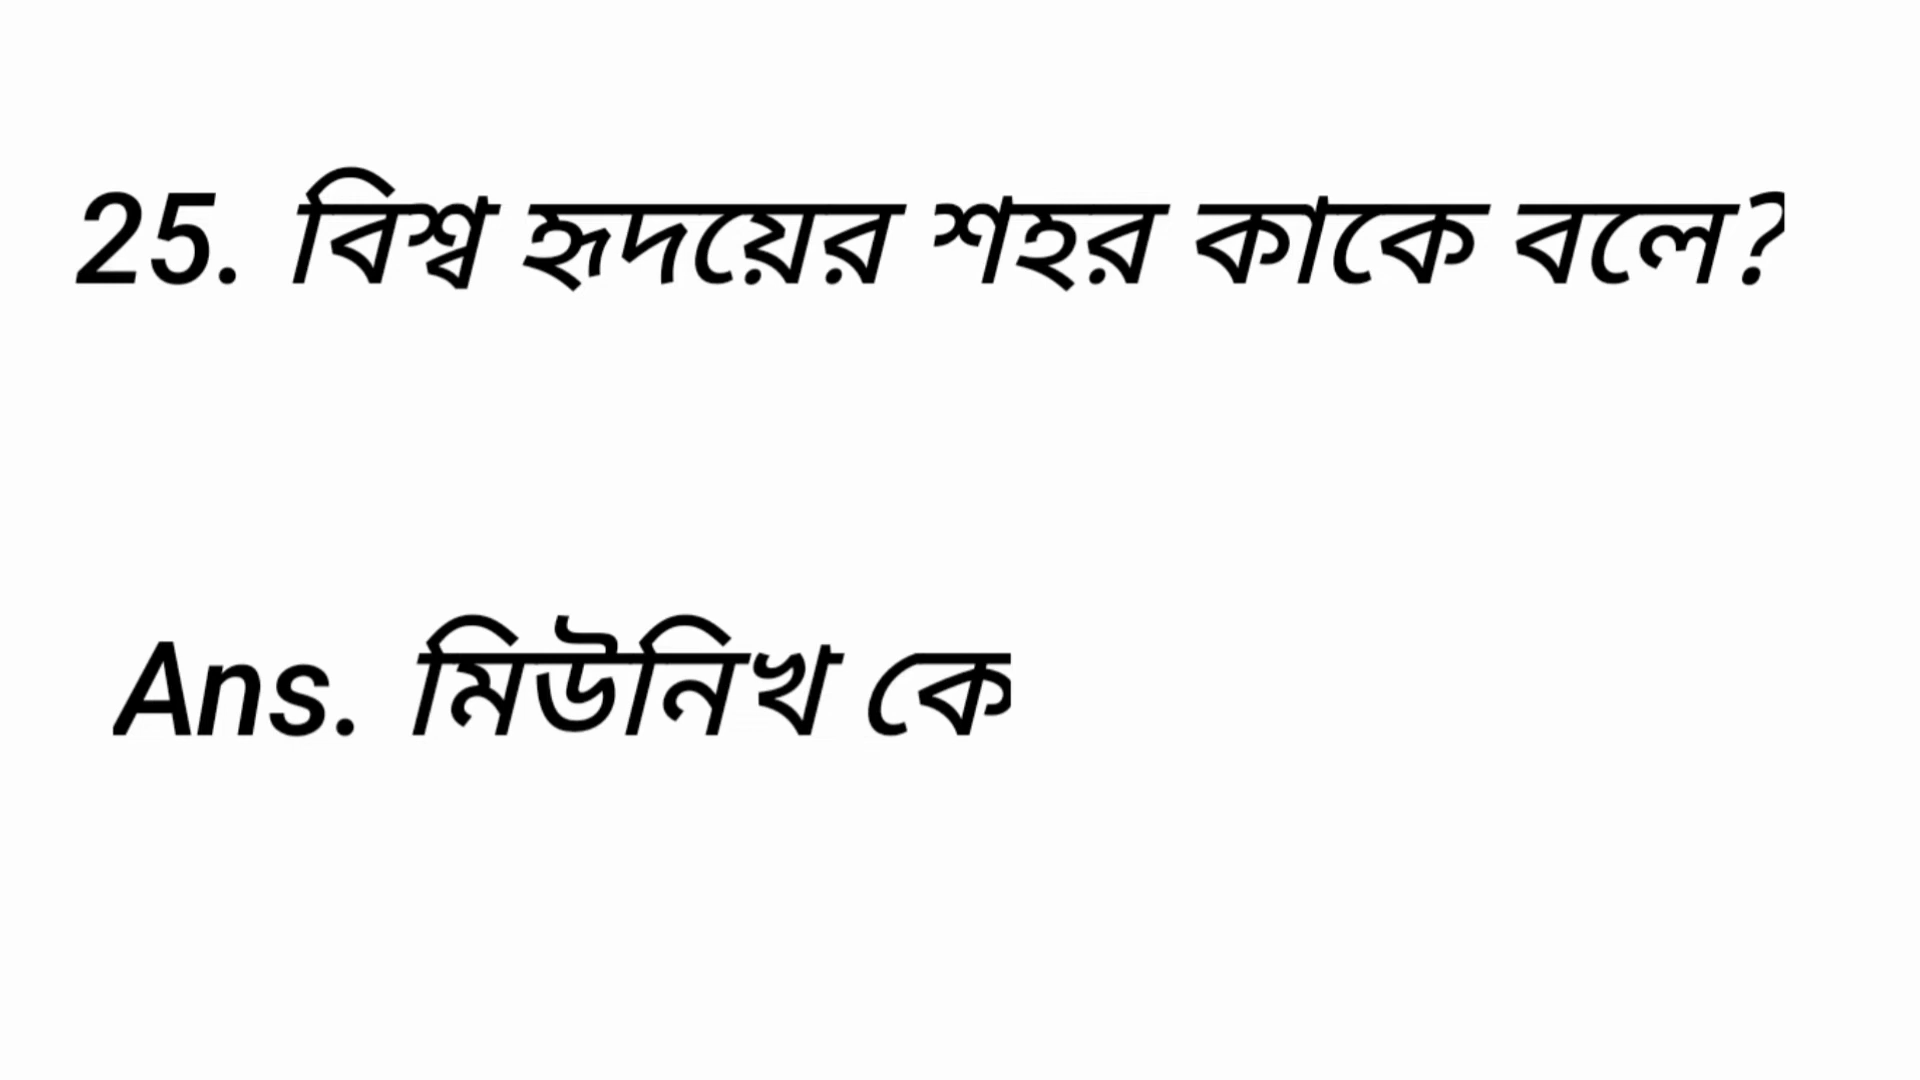 25. বিশ্ব হৃদয়ের শহর কাকে বলে?
Ans. মিউনিখ কে